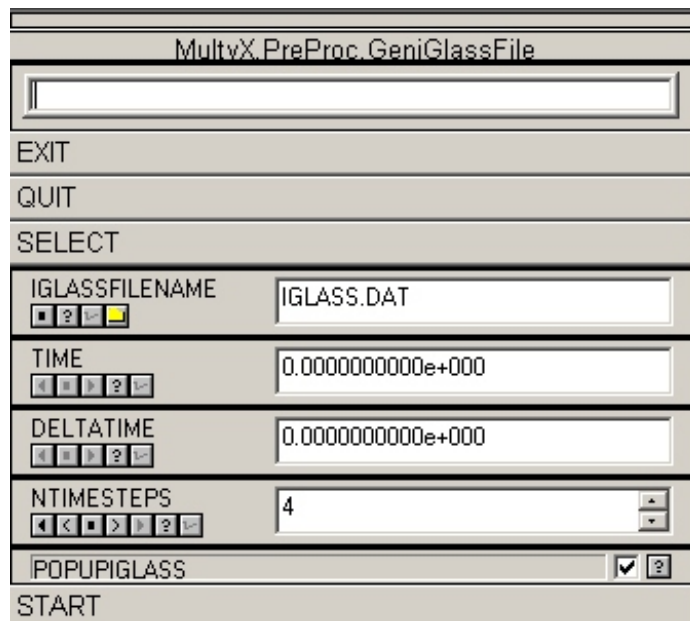 MultyX.PreProc.GeniGlassFile
EXIT
QUIT
SELECT
IGLASSFILENAME
IGLASS.DAT
TIME
0.0000000000e+000
DELTATIME
0.0000000000e+000
NTIMESTEPS
4
POPUPIGLASS
START